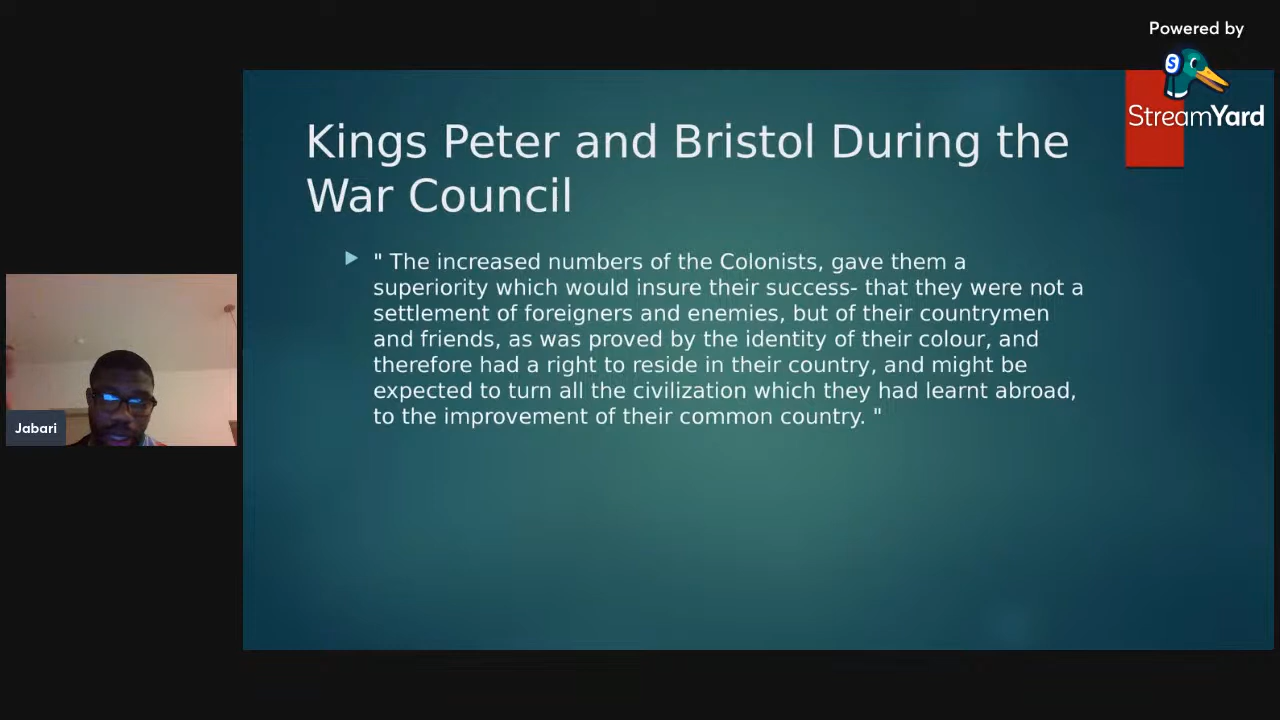 Powered by
StreamYard
Kings Peter and Bristol During the
War Council
" The increased numbers of the Colonists, gave them a
superiority which would insure their success- that they were not a
settlement of foreigners and enemies, but of their countrymen
and friends, as was proved by the identity of their colour, and
therefore had a right to reside in their country, and might be
expected to turn all the civilization which they had learnt abroad,
to the improvement of their common country. "
Jabari